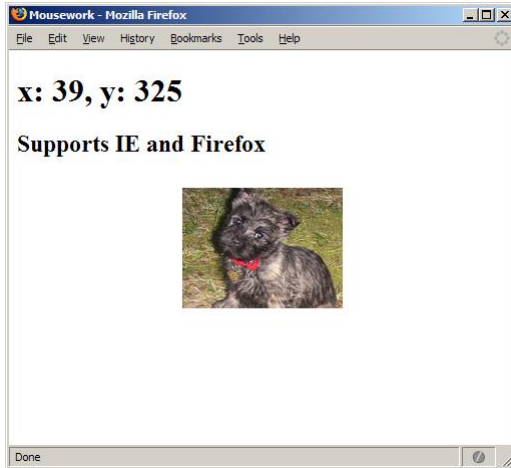 Mousework - Mozilla Firefox
File Edit View History Bookmarks Tools Help
x: 39, y: 325
Supports IE and Firefox
Done